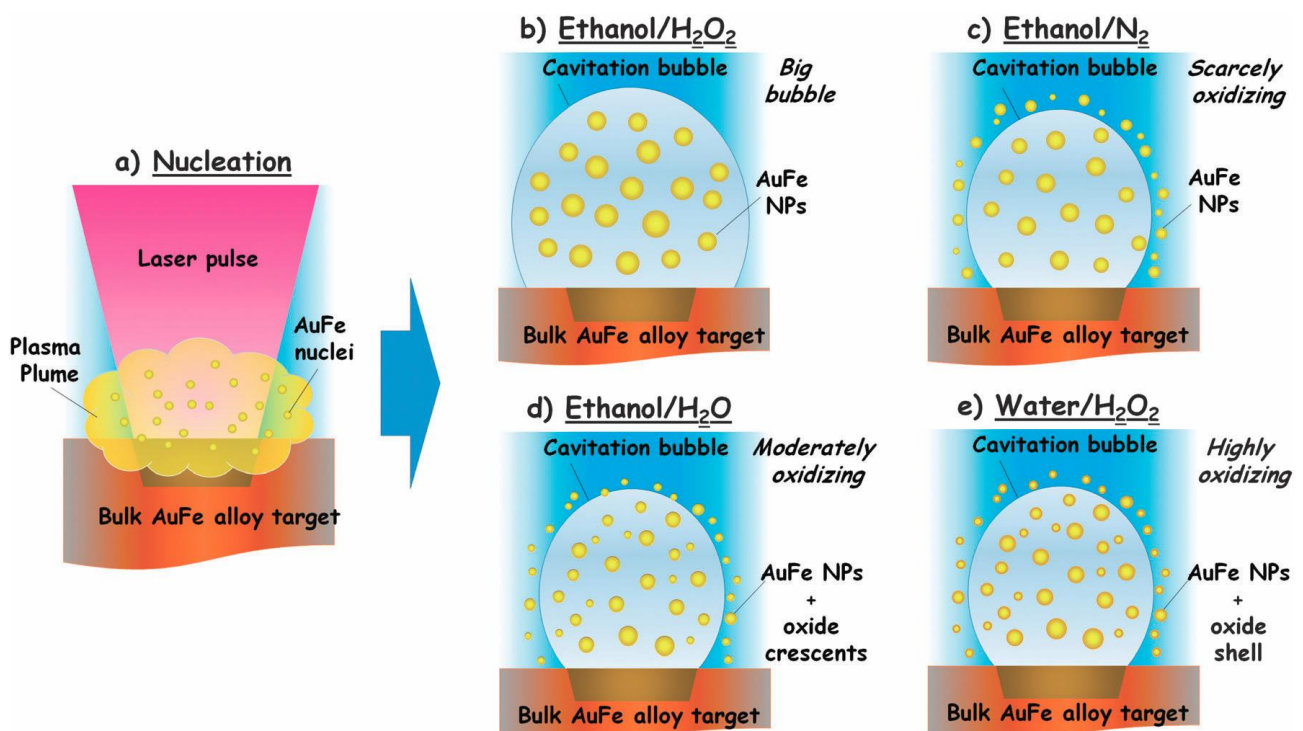 a) Nucleation
Laser pulse
Plasma
Plume
AuFe
nuclei
Bulk AuFe alloy target
b) Ethanol/H₂O₂
Cavitation bubble
Big
bubble
AuFe
NPs
Bulk AuFe alloy target
c) Ethanol/N₂
Cavitation bubble
Scarcely
oxidizing
AuFe
NPs
Bulk AuFe alloy target
d) Ethanol/H₂O
Cavitation bubble
Moderately
oxidizing
AuFe NPs
+
oxide
crescents
Bulk AuFe alloy target
e) Water/H₂O₂
Cavitation bubble
Highly
oxidizing
AuFe NPs
+
oxide
shell
Bulk AuFe alloy target